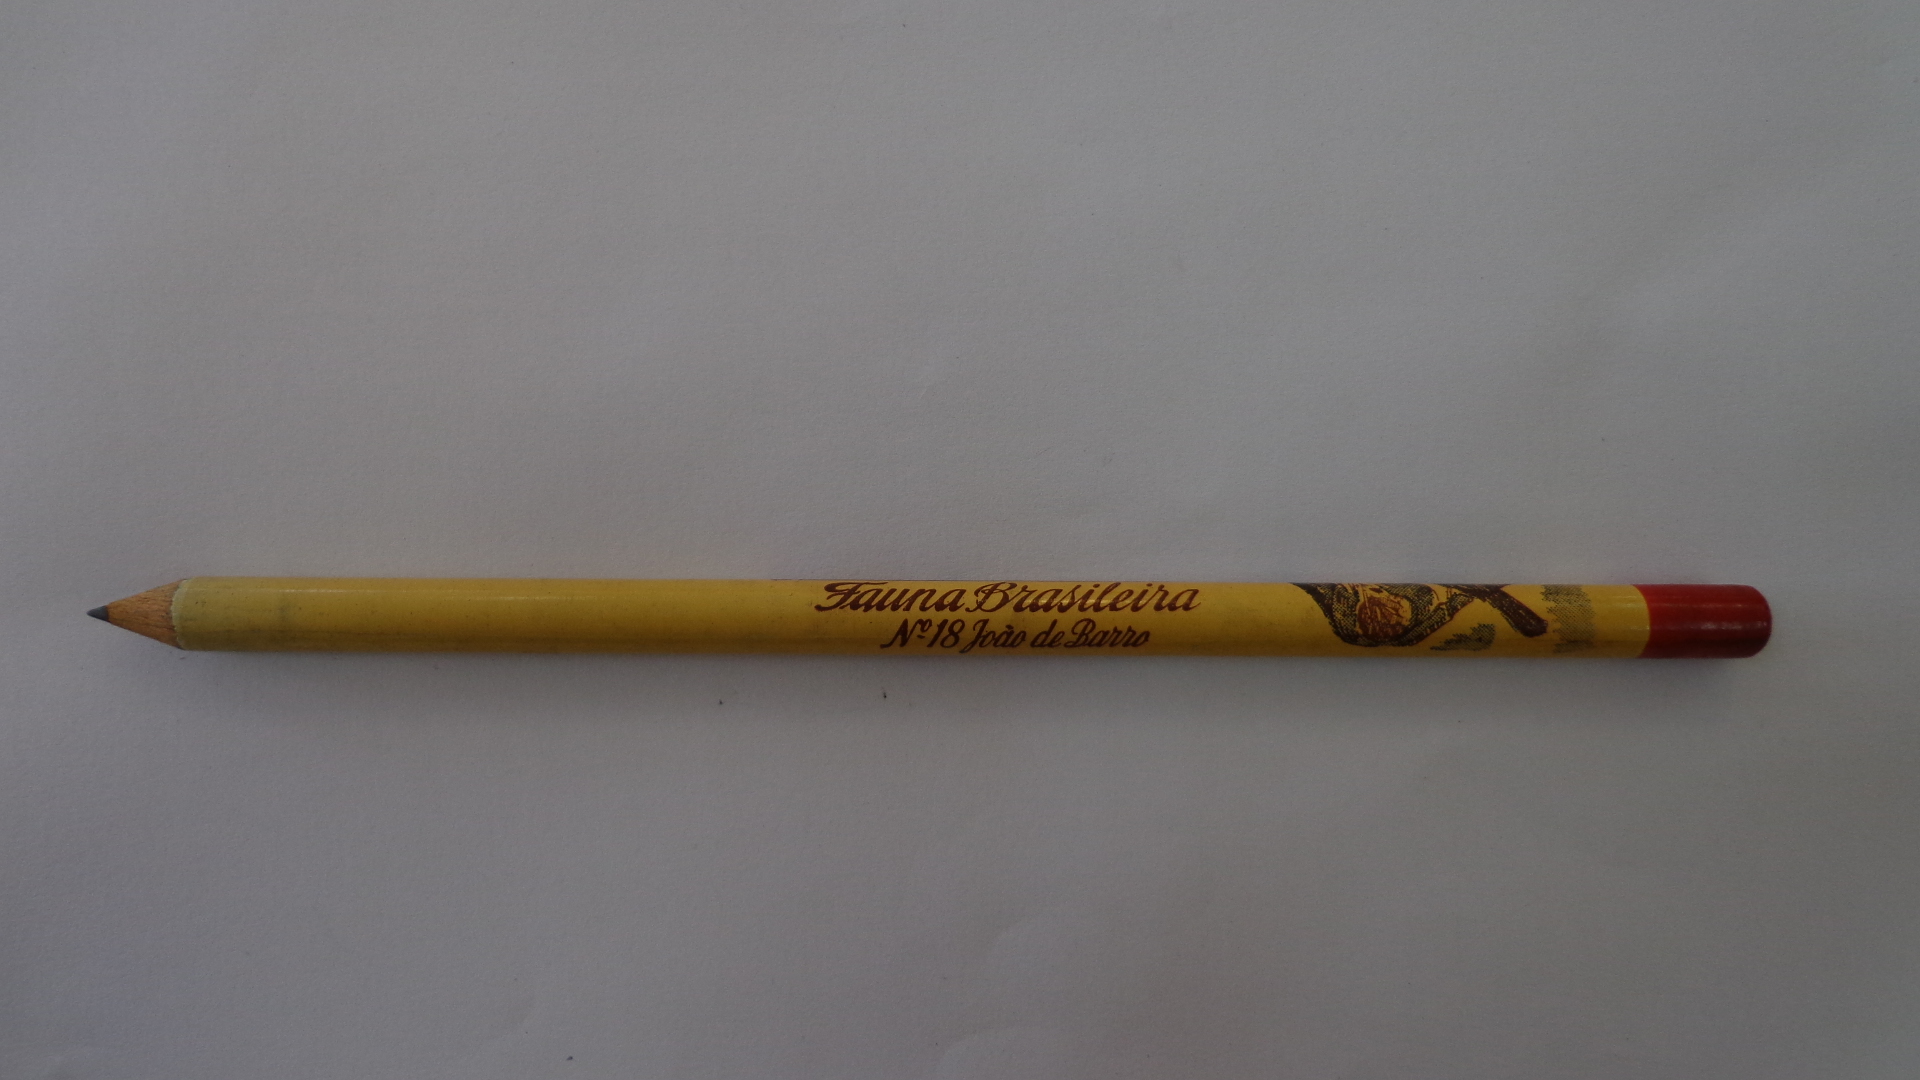 Fauna Brasileira
Nº 18 João de Barro